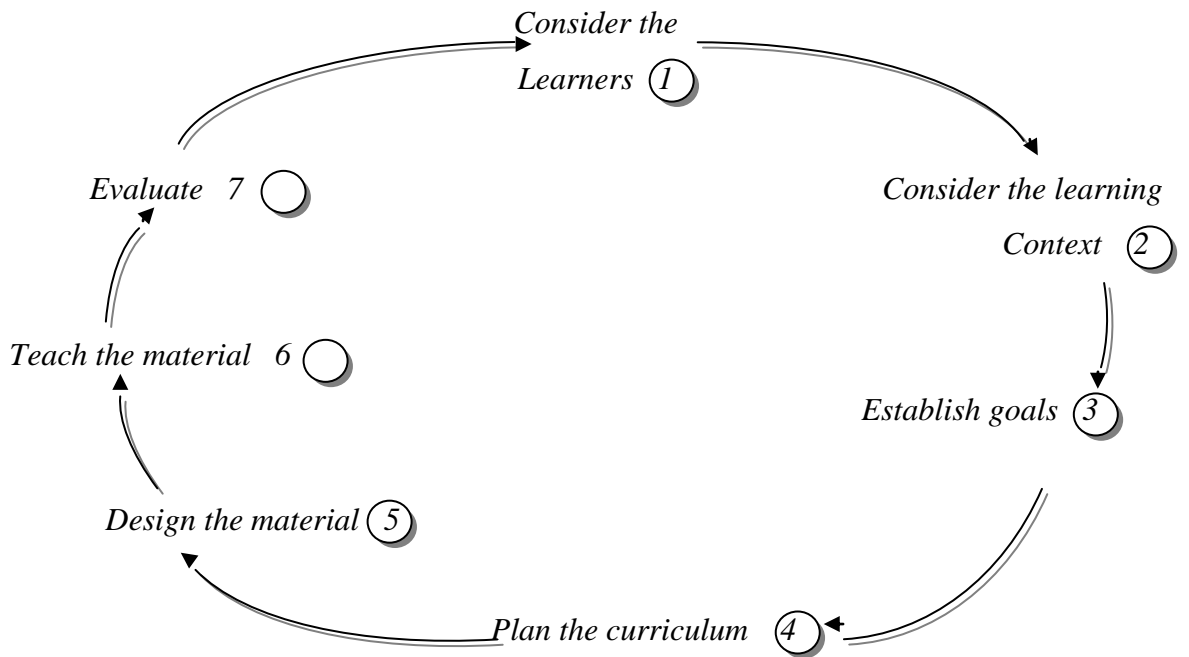 Consider the
Learners 1
Consider the learning
Context 2
Establish goals 3
Plan the curriculum 4
Design the material 5
Teach the material 6
Evaluate 7